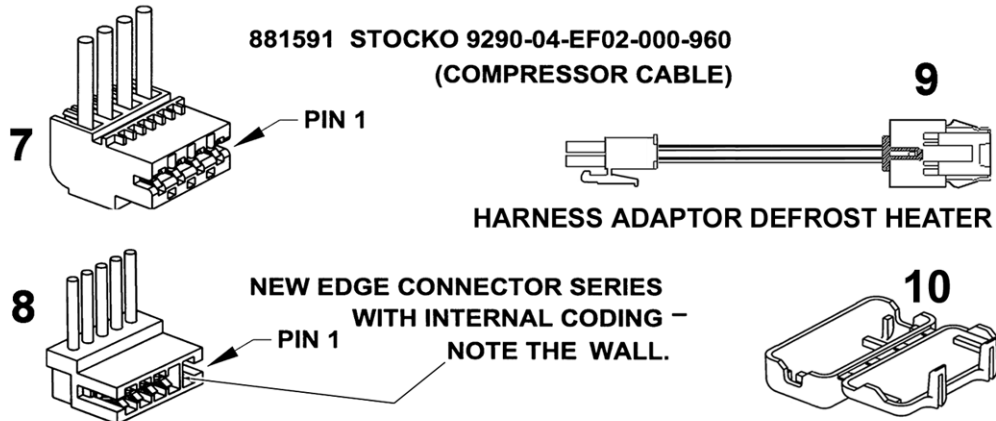 881591 STOCKO 9290-04-EF02-000-960
(COMPRESSOR CABLE)
7
PIN 1
9
HARNESS ADAPTOR DEFROST HEATER
8
NEW EDGE CONNECTOR SERIES
WITH INTERNAL CODING –
NOTE THE WALL.
PIN 1
10